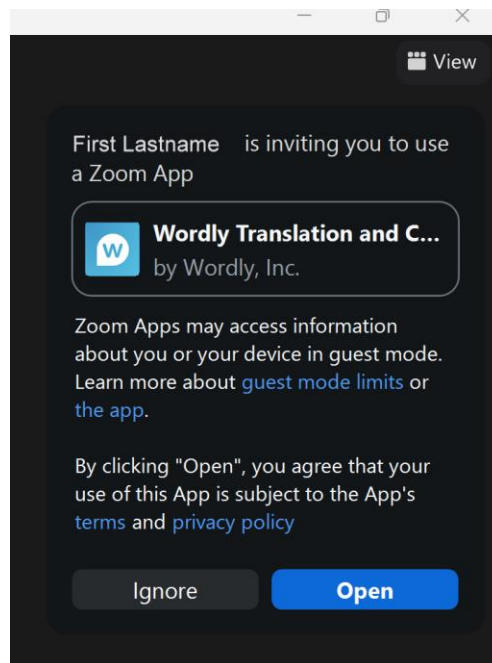 View
First Lastname is inviting you to use
a Zoom App
W
Wordly Translation and C...
by Wordly, Inc.
Zoom Apps may access information
about you or your device in guest mode.
Learn more about guest mode limits or
the app.
By clicking "Open", you agree that your
use of this App is subject to the App's
terms and privacy policy
Ignore
Open